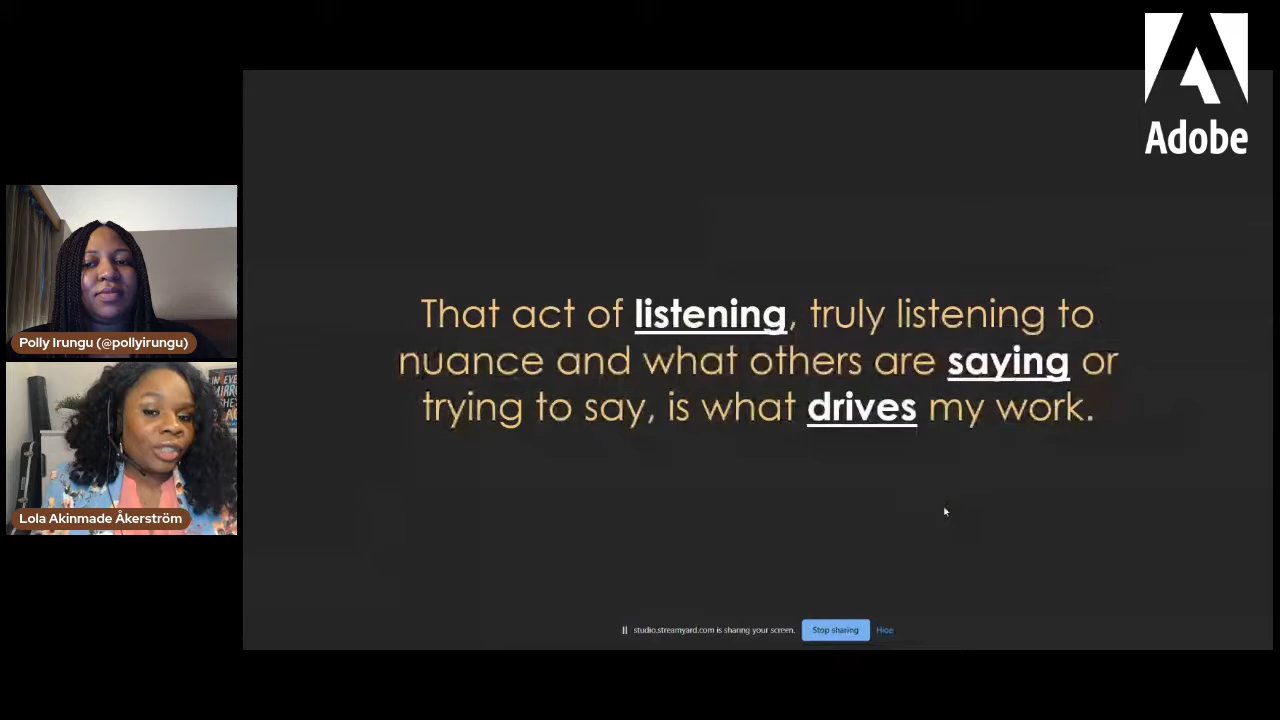 Adobe
That act of listening, truly listening to
nuance and what others are saying or
trying to say, is what drives my work.
Polly Irungu (@pollyirungu)
Lola Akinmade Åkerström
studio.streamyard.com is sharing your screen.
Stop sharing
Hide